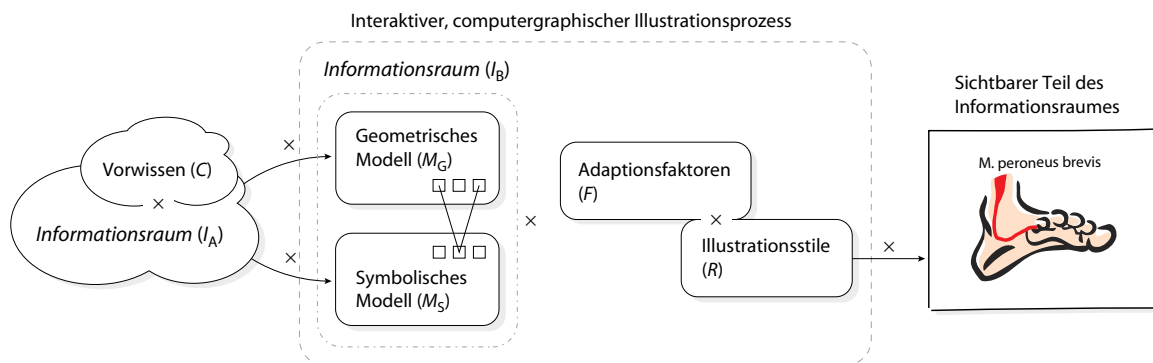 Interaktiver, computergraphischer Illustrationsprozess
Vorwissen (C)
×
Informationsraum (I_A)
×
×
Informationsraum (I_B)
Geometrisches
Modell (M_G)
Symbolisches
Modell (M_S)
×
Adaptionsfaktoren
(F)
×
Illustrationsstile
(R)
×
Sichtbarer Teil des
Informationsraumes
M. peroneus brevis